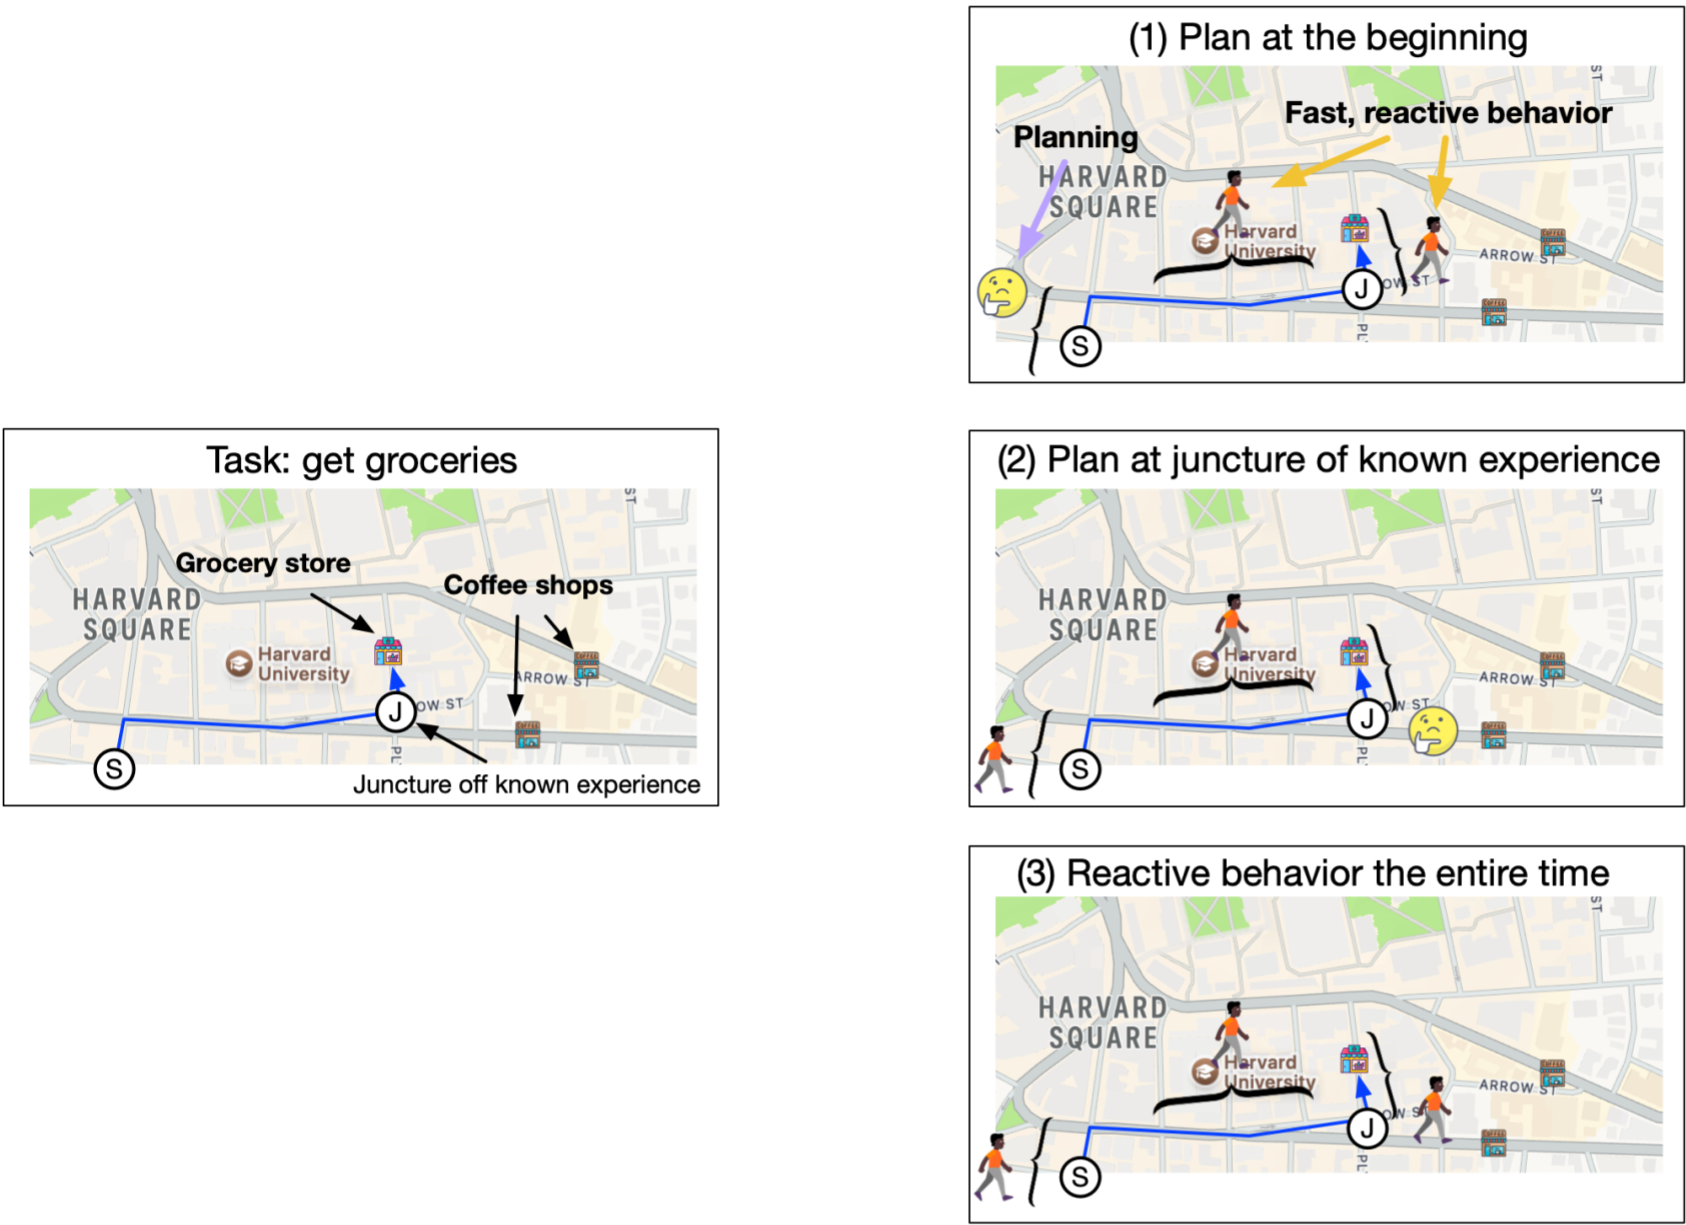 Task: get groceries
ST
Grocery store
Coffee shops
HARVARD
SQUARE
Harvard
University
ARROW ST
OW ST
J
S
PL
Juncture off known experience
(1) Plan at the beginning
ST
Fast, reactive behavior
Planning
HARVARD
SQUARE
Harvard
University
ARROW ST
OW ST
J
S
PL
(2) Plan at juncture of known experience
ST
HARVARD
SQUARE
Harvard
University
ARROW ST
OW ST
J
S
PL
(3) Reactive behavior the entire time
ST
HARVARD
SQUARE
Harvard
University
ARROW ST
OW S
J
S
PL